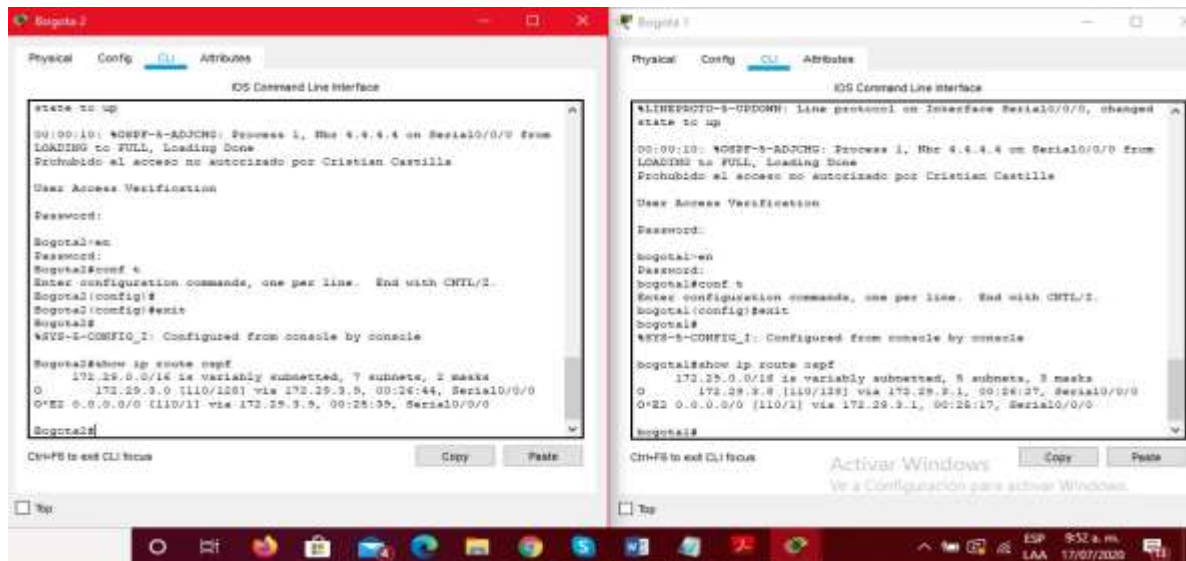 Bogota 2
Physical Config CLI Attributes
IOS Command Line Interface
state to up
00:00:10: %OSPF-5-ADJCHG: Process 1, Nbr 4.4.4.4 on Serial0/0/0 from
LOADING to FULL, Loading Done
Prohibido el acceso no autorizado por Cristian Castilla
User Access Verification
Password:
Bogota2>en
Password:
Bogota2#conf t
Enter configuration commands, one per line. End with CNTL/Z.
Bogota2(config)#
Bogota2(config)#exit
Bogota2#
%SYS-5-CONFIG_I: Configured from console by console
Bogota2#show ip route ospf
172.29.0.0/16 is variably subnetted, 7 subnets, 2 masks
O 172.29.3.0 [110/128] via 172.29.3.9, 00:26:44, Serial0/0/0
O*E2 0.0.0.0/0 [110/1] via 172.29.3.9, 00:25:39, Serial0/0/0
Bogota2#
Ctrl+F6 to exit CLI focus
Copy Paste
Top
Bogota 1
Physical Config CLI Attributes
IOS Command Line Interface
%LINEPROTO-5-UPDOWN: Line protocol on Interface Serial0/0/0, changed
state to up
00:00:10: %OSPF-5-ADJCHG: Process 1, Nbr 4.4.4.4 on Serial0/0/0 from
LOADING to FULL, Loading Done
Prohibido el acceso no autorizado por Cristian Castilla
User Access Verification
Password:
bogota1>en
Password:
bogota1#conf t
Enter configuration commands, one per line. End with CNTL/Z.
bogota1(config)#exit
bogota1#
%SYS-5-CONFIG_I: Configured from console by console
bogota1#show ip route ospf
172.29.0.0/16 is variably subnetted, 5 subnets, 3 masks
O 172.29.3.8 [110/128] via 172.29.3.1, 00:26:27, Serial0/0/0
O*E2 0.0.0.0/0 [110/1] via 172.29.3.1, 00:26:17, Serial0/0/0
bogota1#
Ctrl+F6 to exit CLI focus
Copy Paste
Activar Windows
Ve a Configuración para activar Windows.
Top
ESP 9:52 a. m.
LAA 17/07/2020